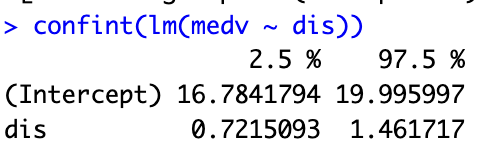 > confint(lm(medv ~ dis))
2.5 % 97.5 %
(Intercept) 16.7841794 19.995997
dis 0.7215093 1.461717